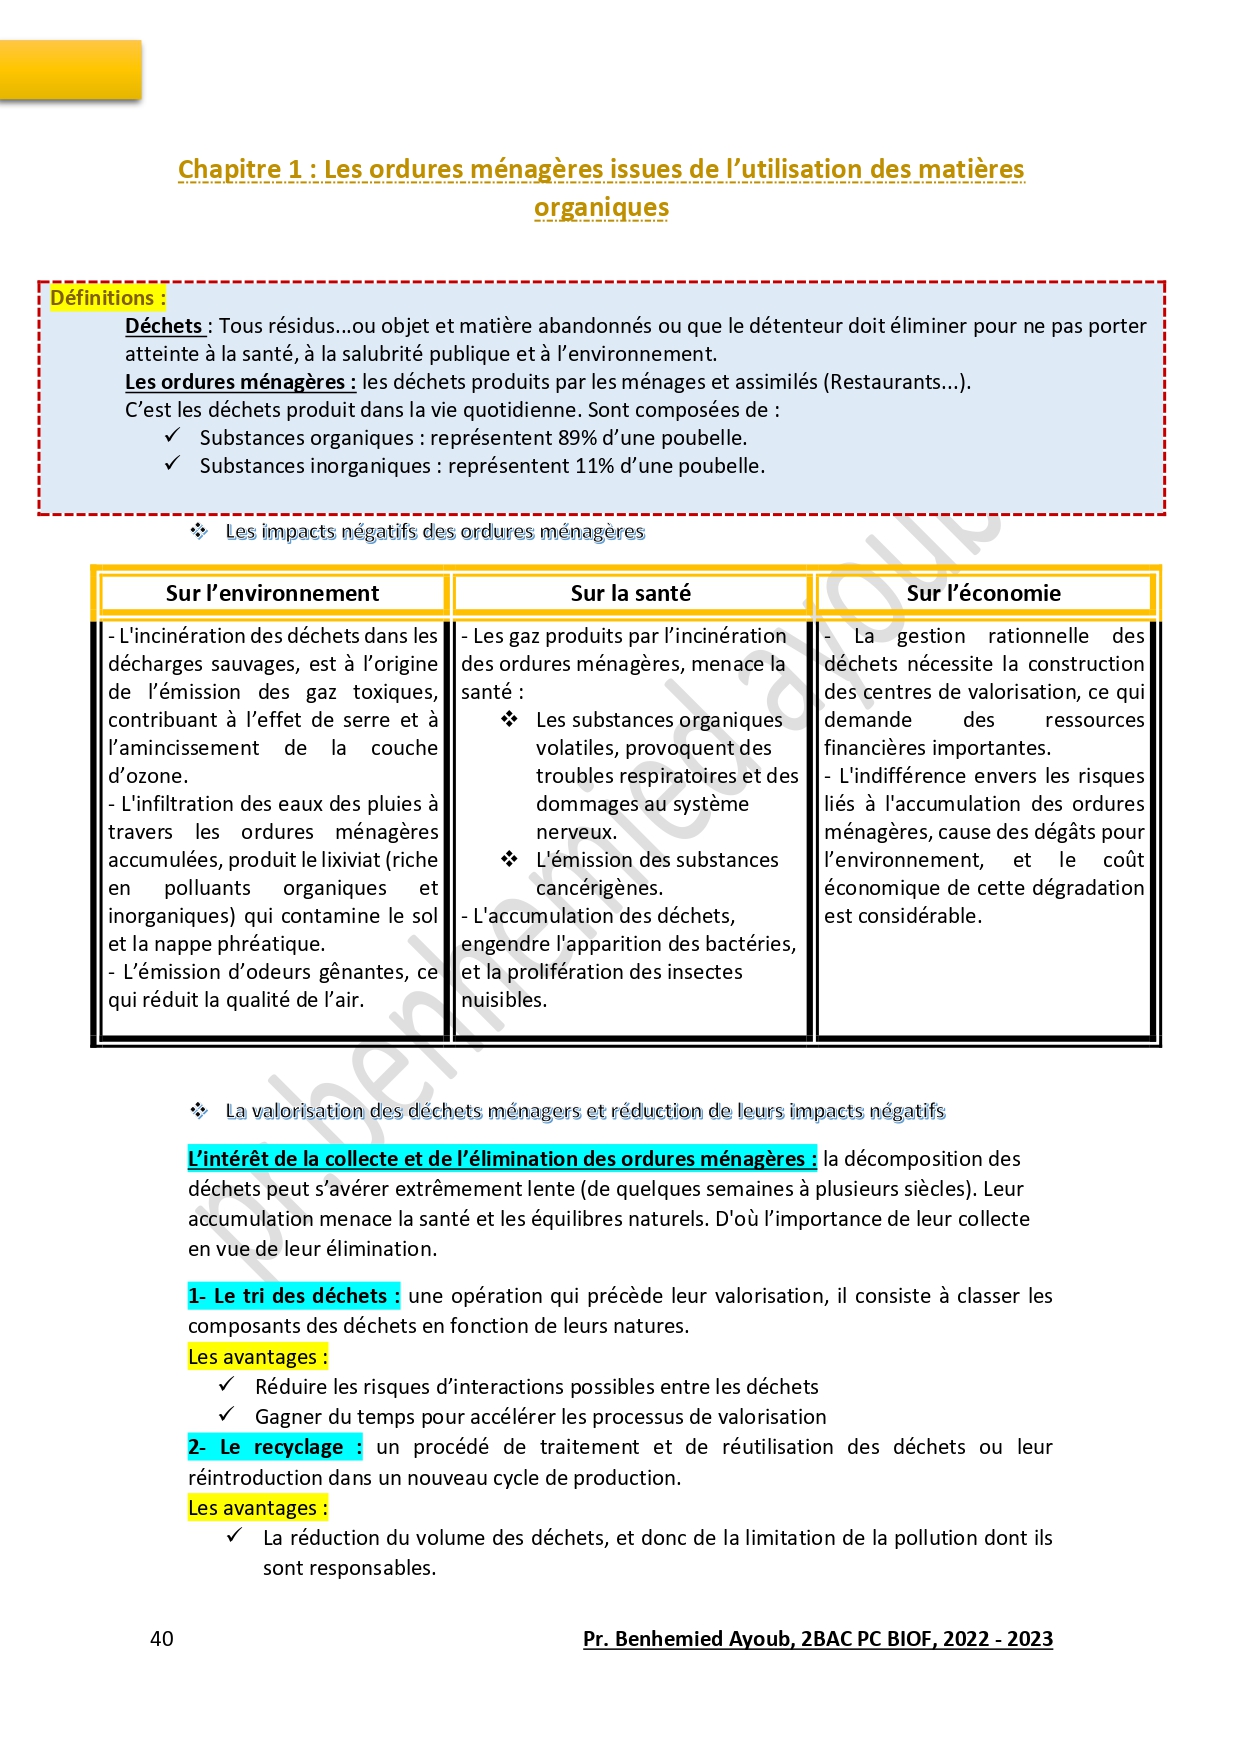 Chapitre 1 : Les ordures ménagères issues de l’utilisation des matières
organiques
Définitions :
Déchets : Tous résidus...ou objet et matière abandonnés ou que le détenteur doit éliminer pour ne pas porter
atteinte à la santé, à la salubrité publique et à l’environnement.
Les ordures ménagères : les déchets produits par les ménages et assimilés (Restaurants...).
C’est les déchets produit dans la vie quotidienne. Sont composées de :
✓ Substances organiques : représentent 89% d’une poubelle.
✓ Substances inorganiques : représentent 11% d’une poubelle.
❖ Les impacts négatifs des ordures ménagères
Sur l’environnement
- L'incinération des déchets dans les
décharges sauvages, est à l’origine
de l’émission des gaz toxiques,
contribuant à l’effet de serre et à
l’amincissement de la couche
d’ozone.
- L'infiltration des eaux des pluies à
travers les ordures ménagères
accumulées, produit le lixiviat (riche
en polluants organiques et
inorganiques) qui contamine le sol
et la nappe phréatique.
- L’émission d’odeurs gênantes, ce
qui réduit la qualité de l’air.
Sur la santé
- Les gaz produits par l’incinération
des ordures ménagères, menace la
santé :
❖ Les substances organiques
volatiles, provoquent des
troubles respiratoires et des
dommages au système
nerveux.
❖ L'émission des substances
cancérigènes.
- L'accumulation des déchets,
engendre l'apparition des bactéries,
et la prolifération des insectes
nuisibles.
Sur l’économie
- La gestion rationnelle des
déchets nécessite la construction
des centres de valorisation, ce qui
demande des ressources
financières importantes.
- L'indifférence envers les risques
liés à l'accumulation des ordures
ménagères, cause des dégâts pour
l’environnement, et le coût
économique de cette dégradation
est considérable.
❖ La valorisation des déchets ménagers et réduction de leurs impacts négatifs
L’intérêt de la collecte et de l’élimination des ordures ménagères : la décomposition des
déchets peut s’avérer extrêmement lente (de quelques semaines à plusieurs siècles). Leur
accumulation menace la santé et les équilibres naturels. D'où l’importance de leur collecte
en vue de leur élimination.
1- Le tri des déchets : une opération qui précède leur valorisation, il consiste à classer les
composants des déchets en fonction de leurs natures.
Les avantages :
✓ Réduire les risques d’interactions possibles entre les déchets
✓ Gagner du temps pour accélérer les processus de valorisation
2- Le recyclage : un procédé de traitement et de réutilisation des déchets ou leur
réintroduction dans un nouveau cycle de production.
Les avantages :
✓ La réduction du volume des déchets, et donc de la limitation de la pollution dont ils
sont responsables.
40 Pr. Benhemied Ayoub, 2BAC PC BIOF, 2022 - 2023
pr.benhemied ayoub